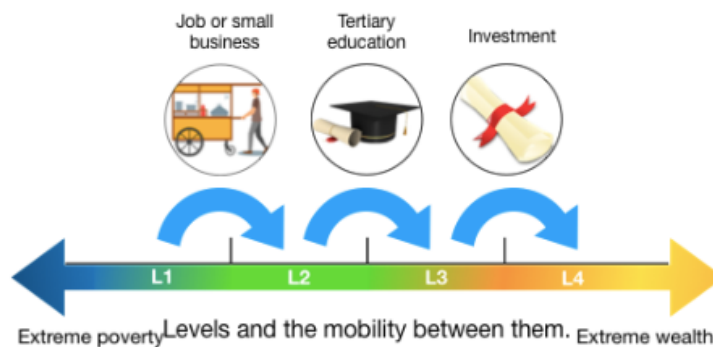 Job or small
business
Tertiary
education
Investment
L1
L2
L3
L4
Extreme poverty
Levels and the mobility between them.
Extreme wealth